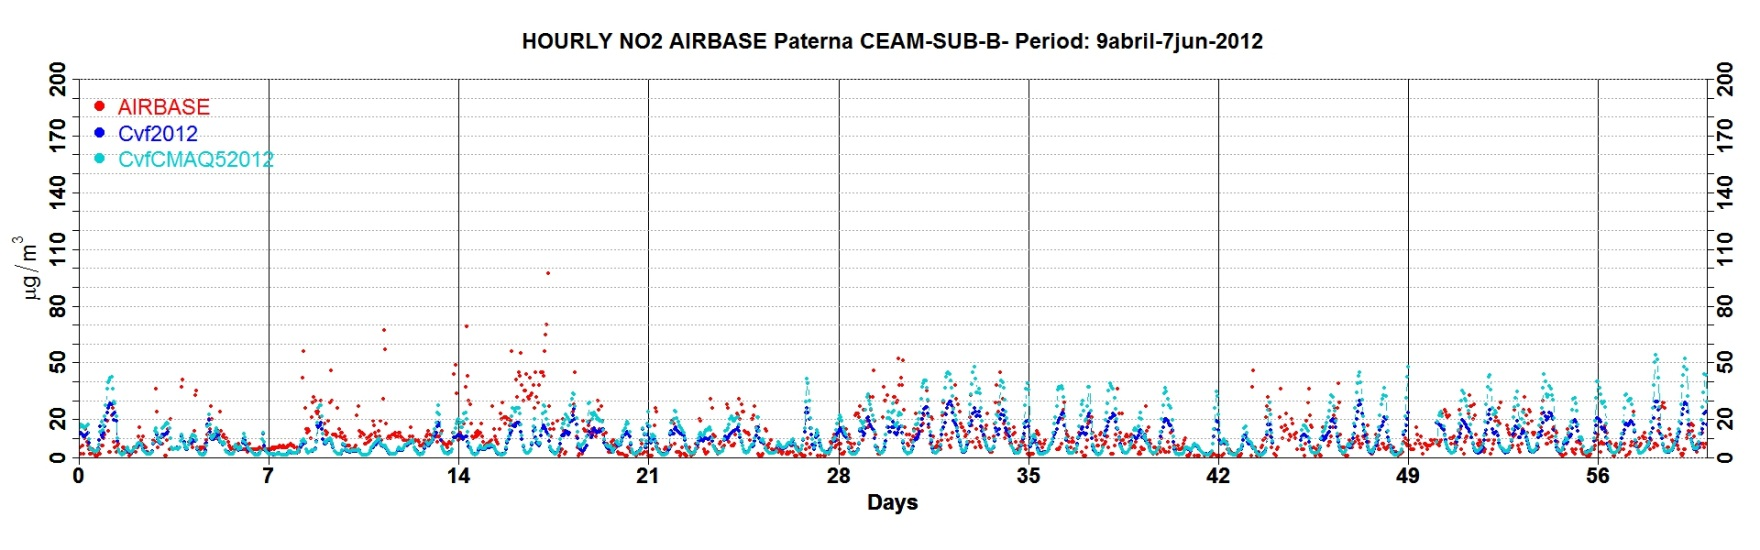 HOURLY NO2 AIRBASE Paterna CEAM-SUB-B- Period: 9abril-7jun-2012
AIRBASE
Cvf2012
CvfCMAQ52012
µg/m³
200
170
140
110
80
50
20
0
200
170
140
110
80
50
20
0
0 7 14 21 28 35 42 49 56
Days